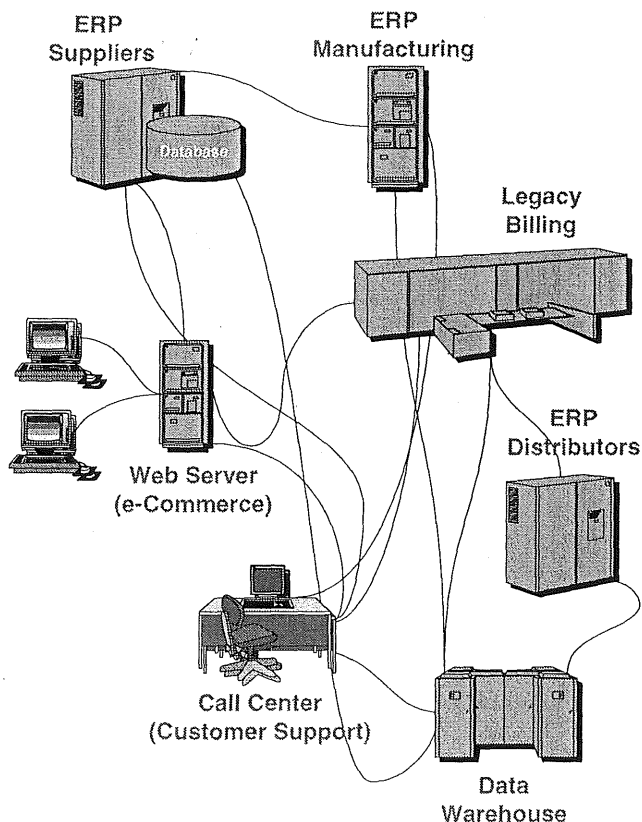 ERP
Suppliers
ERP
Manufacturing
Database
Legacy
Billing
ERP
Distributors
Web Server
(e-Commerce)
Call Center
(Customer Support)
Data
Warehouse